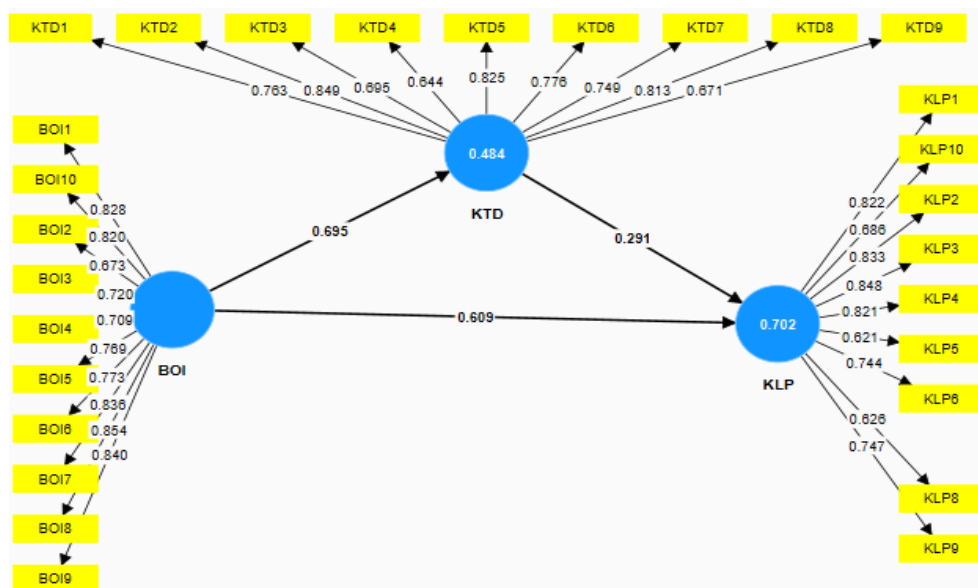 KTD1 KTD2 KTD3 KTD4 KTD5 KTD6 KTD7 KTD8 KTD9
0.763 0.849 0.695 0.644 0.825 0.776 0.749 0.813 0.671
BOI1
BOI10
BOI2
BOI3
BOI4
BOI5
BOI6
BOI7
BOI8
BOI9
0.828
0.820
0.673
0.720
0.709
0.769
0.773
0.836
0.854
0.840
BOI
0.695
0.484
KTD
0.291
0.609
0.702
KLP
0.822
0.686
0.833
0.848
0.821
0.621
0.744
0.626
0.747
KLP1
KLP10
KLP2
KLP3
KLP4
KLP5
KLP6
KLP8
KLP9